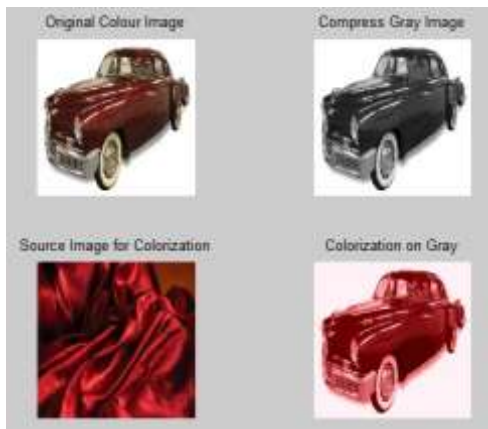 Original Colour Image
Compress Gray Image
Source Image for Colorization
Colorization on Gray